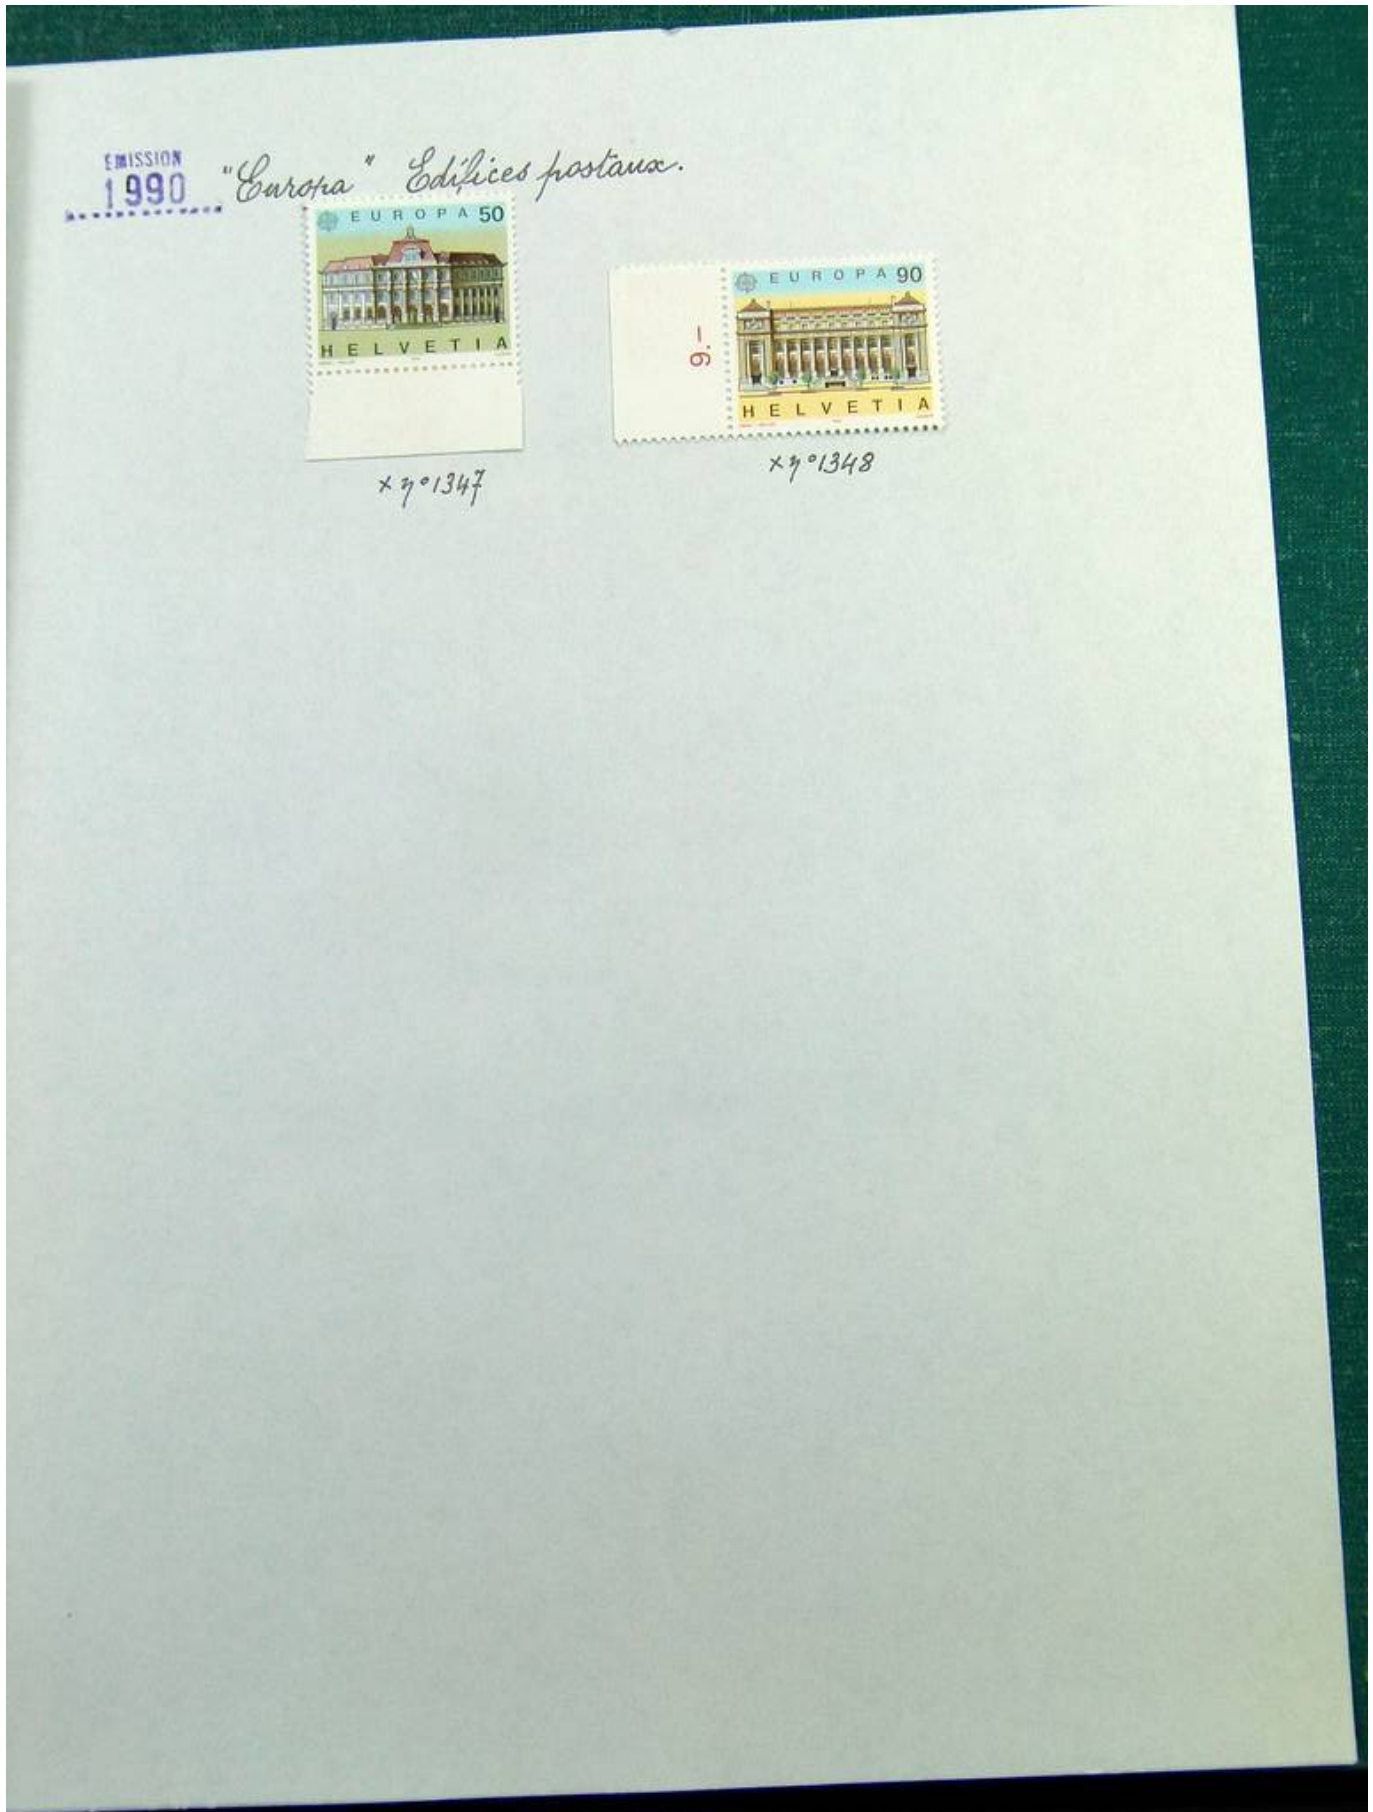 EMISSION
1990
"Europa" Edifices postaux.
EUROPA 50
HELVETIA
x n° 1347
9.–
EUROPA 90
HELVETIA
x n° 1348